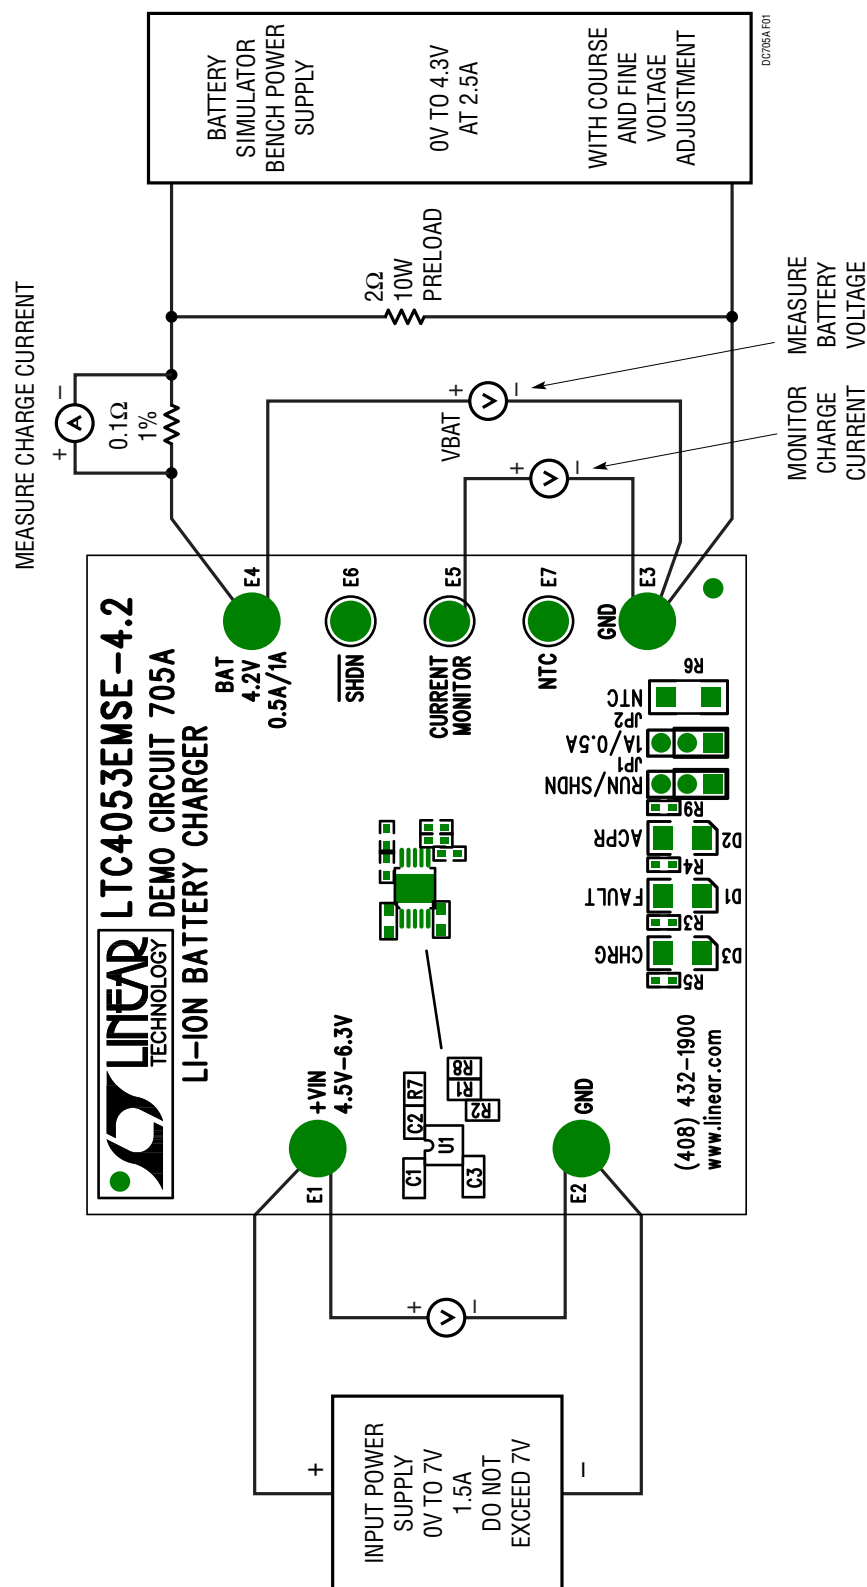 MEASURE CHARGE CURRENT
+
A
−
0.1Ω
1%
BATTERY
SIMULATOR
BENCH POWER
SUPPLY
0V TO 4.3V
AT 2.5A
WITH COURSE
AND FINE
VOLTAGE
ADJUSTMENT
DC705A F01
2Ω
10W
PRELOAD
VBAT
+
V
−
+
V
−
MEASURE
BATTERY
VOLTAGE
MONITOR
CHARGE
CURRENT
LINEAR
TECHNOLOGY
LTC4053EMSE-4.2
DEMO CIRCUIT 705A
LI-ION BATTERY CHARGER
BAT
4.2V
0.5A/1A
E4
SHDN
E6
CURRENT
MONITOR
E5
NTC
E7
GND
E3
+VIN
4.5V-6.3V
E1
GND
E2
C1
C2
R7
U1
C3
R8
R1
R2
R6
NTC
JP2
1A/0.5A
JP1
RUN/SHDN
R9
ACPR
D2
R4
FAULT
D1
R3
CHRG
D3
R5
(408) 432-1900
www.linear.com
+
V
−
INPUT POWER
SUPPLY
0V TO 7V
1.5A
DO NOT
EXCEED 7V
+
−